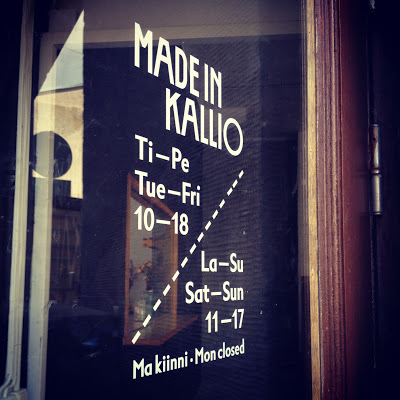 MADE IN
KALLIO
Ti–Pe
Tue–Fri
10–18
La–Su
Sat–Sun
11–17
Ma kiinni · Mon closed